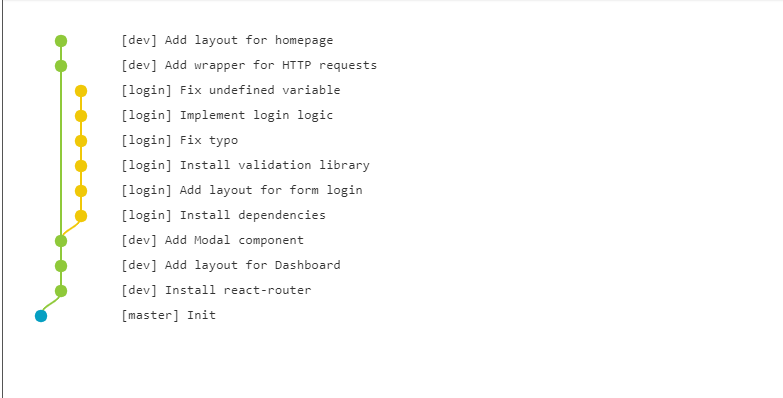 [dev] Add layout for homepage
[dev] Add wrapper for HTTP requests
[login] Fix undefined variable
[login] Implement login logic
[login] Fix typo
[login] Install validation library
[login] Add layout for form login
[login] Install dependencies
[dev] Add Modal component
[dev] Add layout for Dashboard
[dev] Install react-router
[master] Init